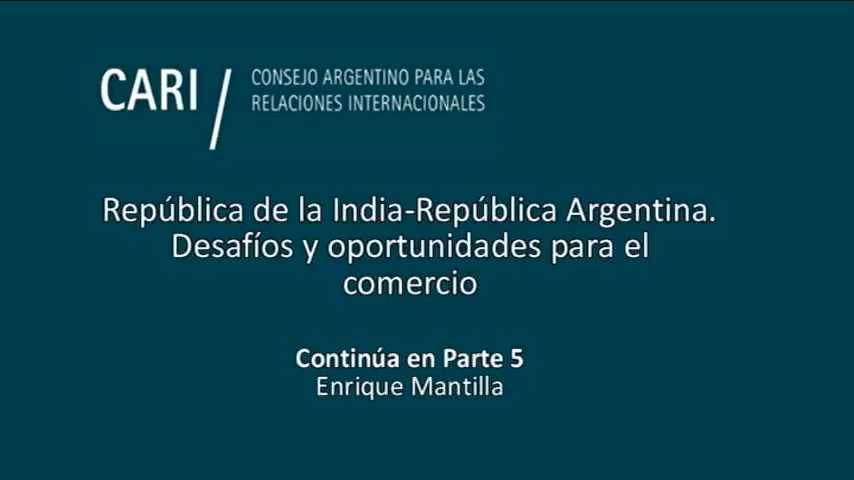 CARI
CONSEJO ARGENTINO PARA LAS
RELACIONES INTERNACIONALES
República de la India-República Argentina.
Desafíos y oportunidades para el
comercio
Continúa en Parte 5
Enrique Mantilla